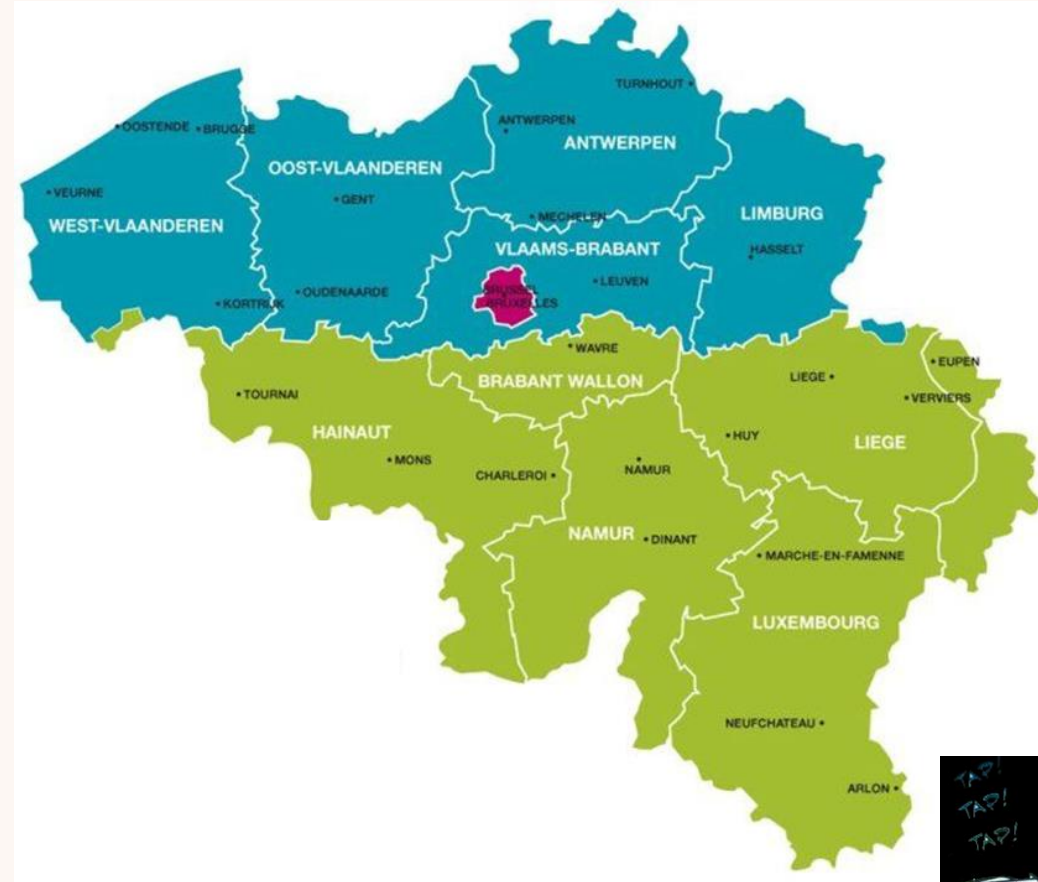 TURNHOUT
ANTWERPEN
OOSTENDE
BRUGGE
ANTWERPEN
OOST-VLAANDEREN
VEURNE
GENT
MECHELEN
LIMBURG
WEST-VLAANDEREN
VLAAMS-BRABANT
HASSELT
LEUVEN
BRUSSEL
BRUXELLES
OUDENAARDE
KORTRIJK
WAVRE
EUPEN
BRABANT WALLON
LIEGE
TOURNAI
VERVIERS
HAINAUT
HUY
LIEGE
MONS
CHARLEROI
NAMUR
NAMUR
DINANT
MARCHE-EN-FAMENNE
LUXEMBOURG
NEUFCHATEAU
ARLON
TAP!
TAP!
TAP!